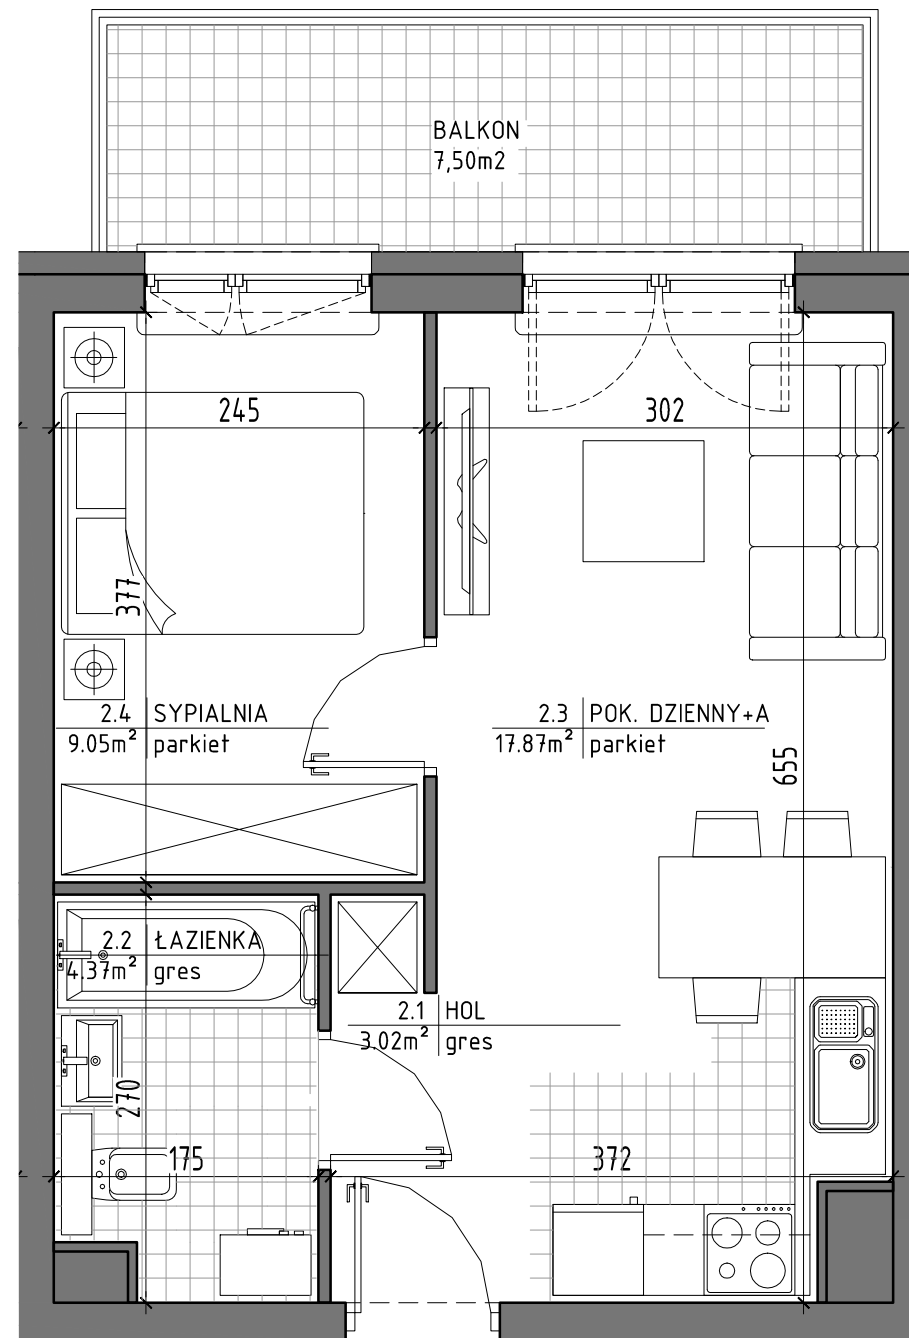 BALKON
7,50m2
245
302
377
2.4 SYPIALNIA
9.05m² parkiet
2.3 POK. DZIENNY+A
17.87m² parkiet
655
2.2 ŁAZIENKA
4.37m² gres
2.1 HOL
3.02m² gres
270
175
372